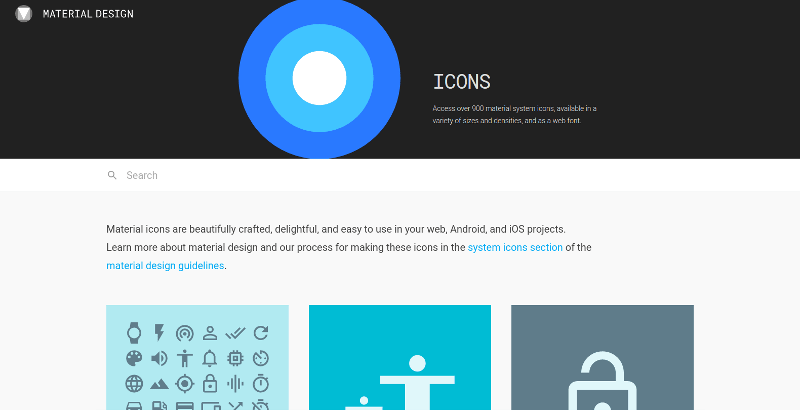 MATERIAL DESIGN
ICONS
Access over 900 material system icons, available in a
variety of sizes and densities, and as a web font.
Search
Material icons are beautifully crafted, delightful, and easy to use in your web, Android, and iOS projects.
Learn more about material design and our process for making these icons in the system icons section of the
material design guidelines.